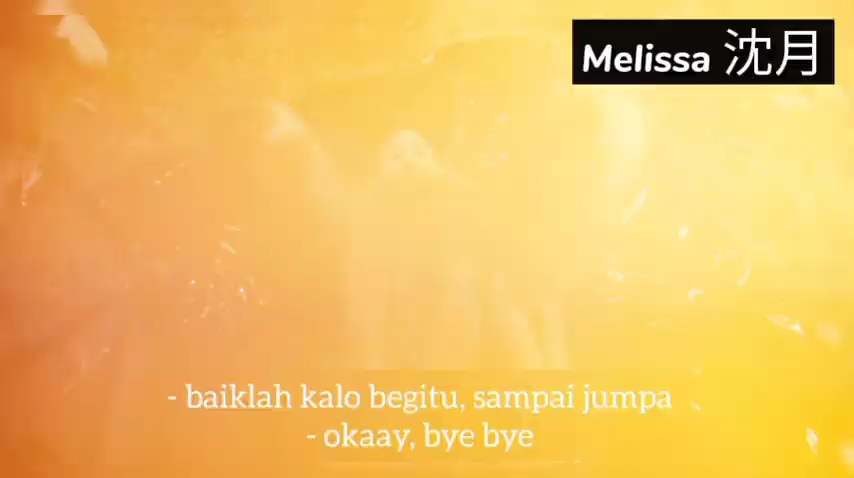 Melissa 沈月
- baiklah kalo begitu, sampai jumpa
- okaay, bye bye